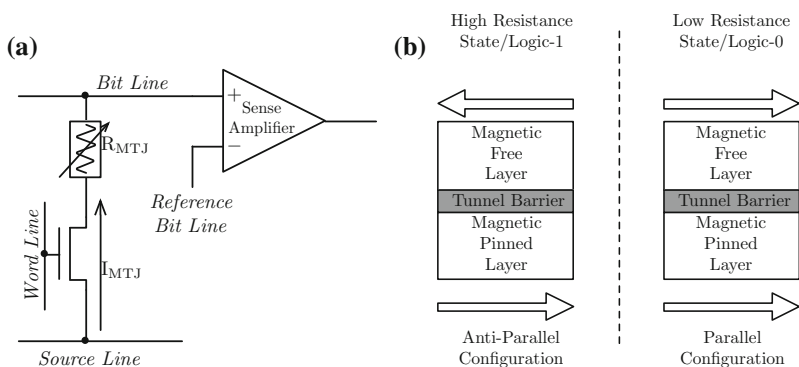 (a)
Bit Line
+
Sense
Amplifier
−
R_MTJ
Reference
Bit Line
Word Line
I_MTJ
Source Line
(b)
High Resistance
State/Logic-1
Magnetic
Free
Layer
Tunnel Barrier
Magnetic
Pinned
Layer
Anti-Parallel
Configuration
Low Resistance
State/Logic-0
Magnetic
Free
Layer
Tunnel Barrier
Magnetic
Pinned
Layer
Parallel
Configuration